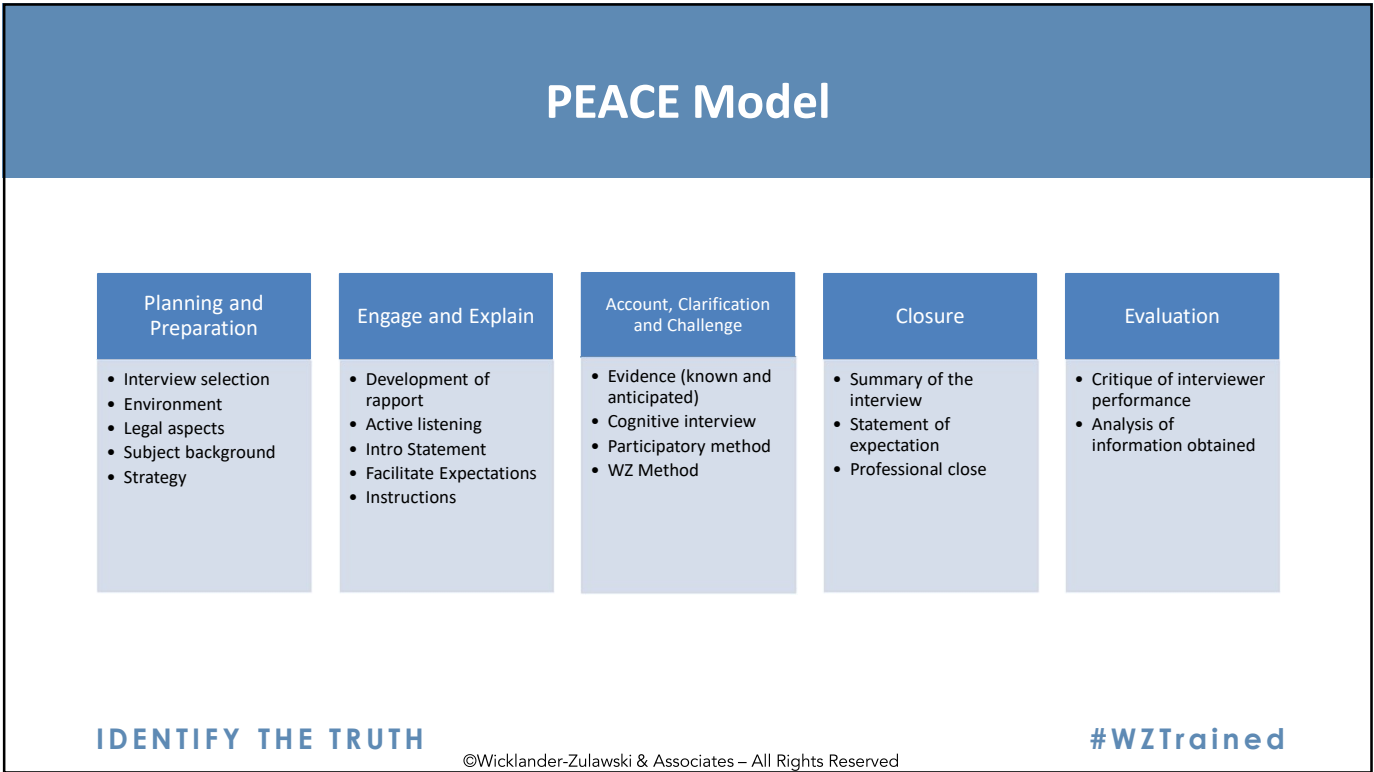 PEACE Model
Planning and
Preparation
• Interview selection
• Environment
• Legal aspects
• Subject background
• Strategy
Engage and Explain
• Development of
rapport
• Active listening
• Intro Statement
• Facilitate Expectations
• Instructions
Account, Clarification
and Challenge
• Evidence (known and
anticipated)
• Cognitive interview
• Participatory method
• WZ Method
Closure
• Summary of the
interview
• Statement of
expectation
• Professional close
Evaluation
• Critique of interviewer
performance
• Analysis of
information obtained
IDENTIFY THE TRUTH
©Wicklander-Zulawski & Associates – All Rights Reserved
#WZTrained